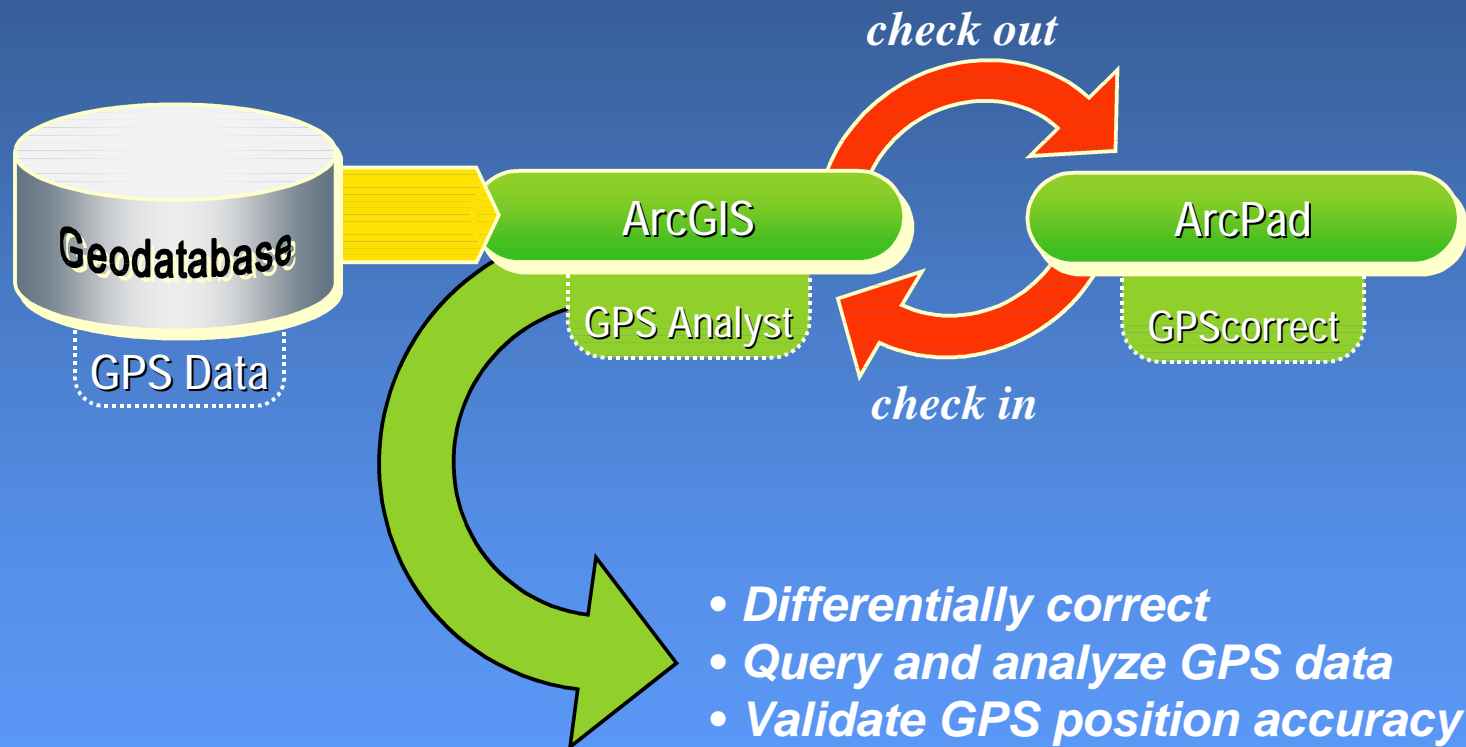 check out
Geodatabase
ArcGIS
ArcPad
GPS Data
GPS Analyst
GPScorrect
check in
• Differentially correct
• Query and analyze GPS data
• Validate GPS position accuracy